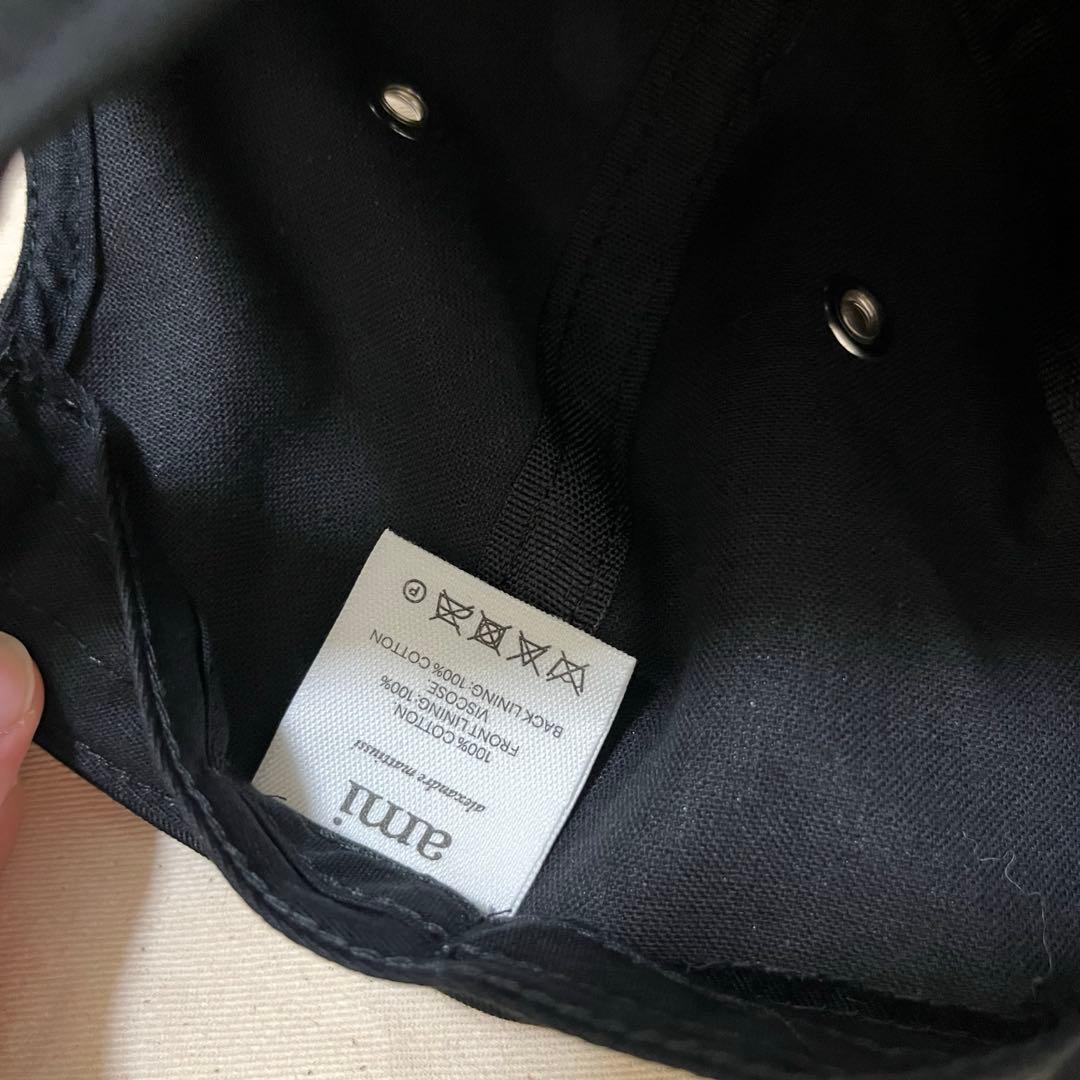 ami
alexandre mattiussi
100% COTTON
FRONT LINING:100%
VISCOSE.
BACK LINING:100% COTTON
P